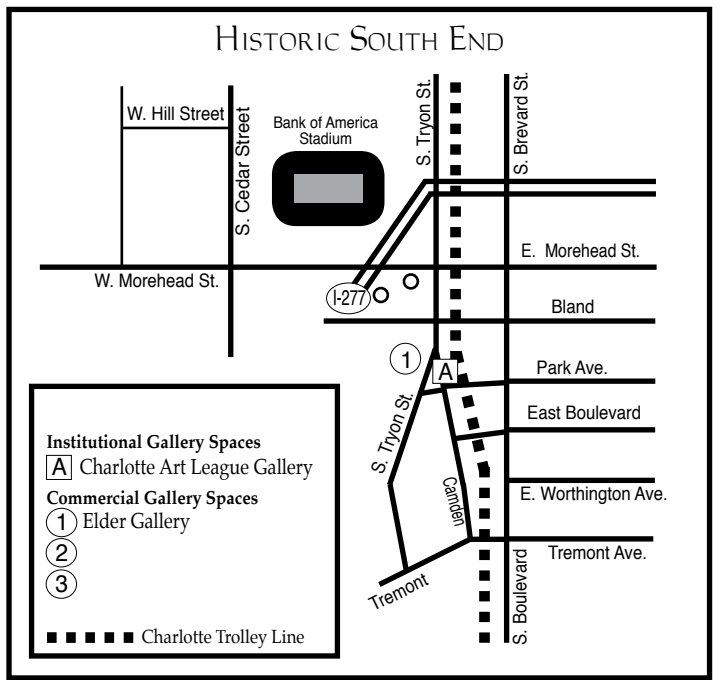 Historic South End
W. Hill Street
S. Cedar Street
Bank of America
Stadium
S. Tryon St.
S. Brevard St.
E. Morehead St.
W. Morehead St.
I-277
Bland
1
A
Park Ave.
S. Tryon St.
East Boulevard
Camden
E. Worthington Ave.
Tremont Ave.
Tremont
S. Boulevard
Institutional Gallery Spaces
A Charlotte Art League Gallery
Commercial Gallery Spaces
1 Elder Gallery
2
3
Charlotte Trolley Line